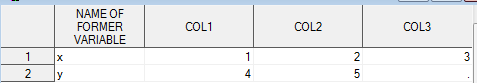 NAME OF FORMER VARIABLE COL1 COL2 COL3
1 x 1 2 3
2 y 4 5 .